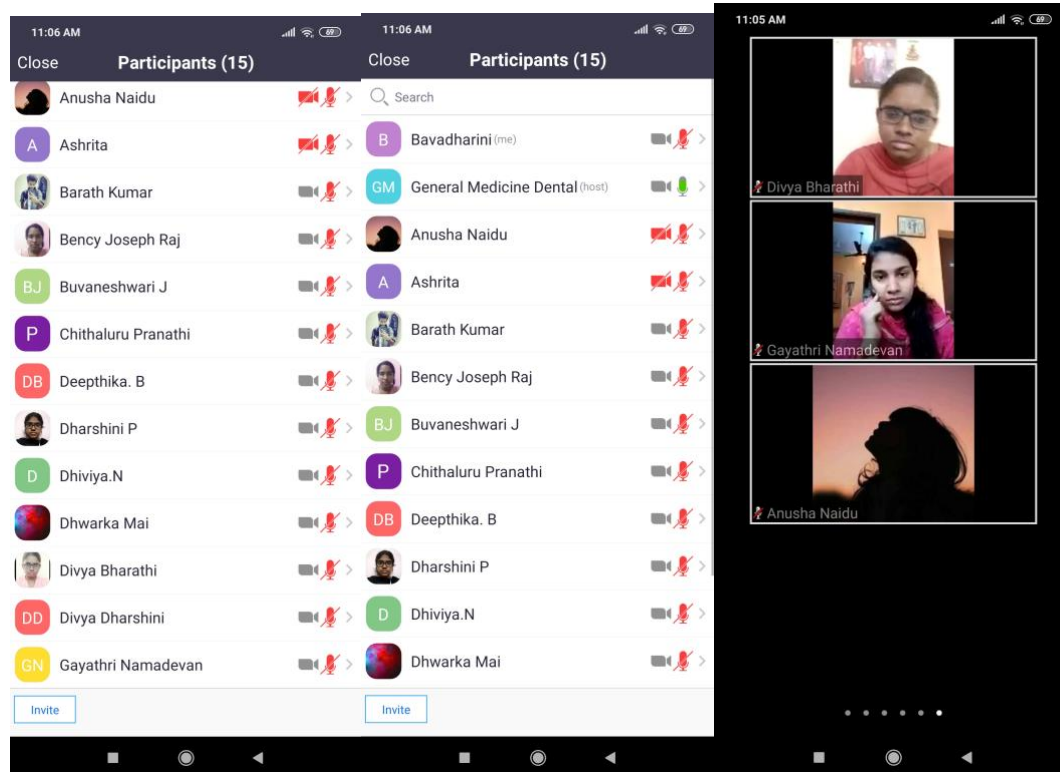 11:06 AM
69
Close
Participants (15)
Anusha Naidu
A
Ashrita
Barath Kumar
Bency Joseph Raj
BJ
Buvaneshwari J
P
Chithaluru Pranathi
DB
Deepthika. B
Dharshini P
D
Dhiviya.N
Dhwarka Mai
Divya Bharathi
DD
Divya Dharshini
GN
Gayathri Namadevan
Invite
11:06 AM
69
Close
Participants (15)
Search
B
Bavadharini (me)
GM
General Medicine Dental (host)
Anusha Naidu
A
Ashrita
Barath Kumar
Bency Joseph Raj
BJ
Buvaneshwari J
P
Chithaluru Pranathi
DB
Deepthika. B
Dharshini P
D
Dhiviya.N
Dhwarka Mai
Invite
11:05 AM
69
Divya Bharathi
Gayathri Namadevan
Anusha Naidu